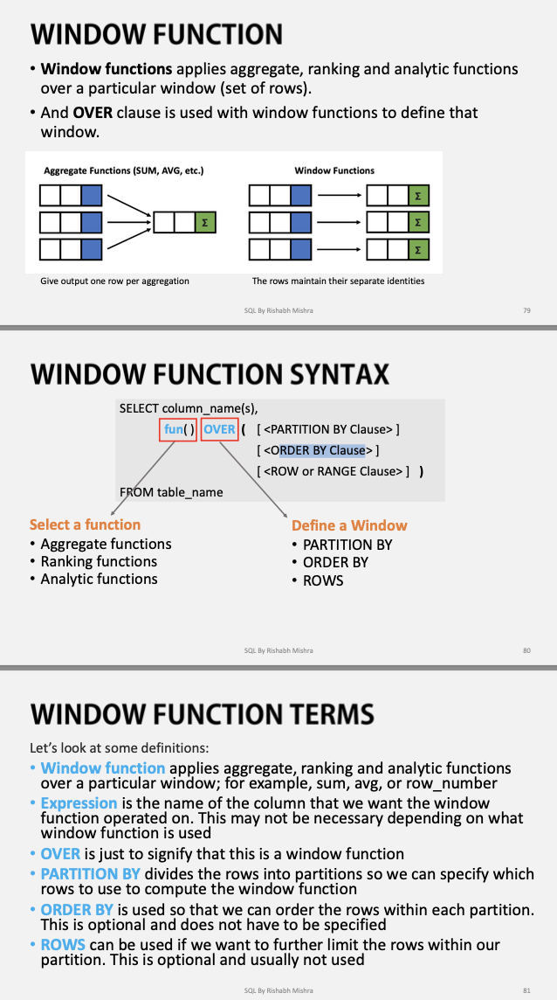 WINDOW FUNCTION
• Window functions applies aggregate, ranking and analytic functions
over a particular window (set of rows).
• And OVER clause is used with window functions to define that
window.
Aggregate Functions (SUM, AVG, etc.)
Σ
Give output one row per aggregation
Window Functions
Σ
Σ
Σ
The rows maintain their separate identities
SQL By Rishabh Mishra
79
WINDOW FUNCTION SYNTAX
SELECT column_name(s),
fun( ) OVER ( [ <PARTITION BY Clause> ]
[ <ORDER BY Clause> ]
[ <ROW or RANGE Clause> ] )
FROM table_name
Select a function
• Aggregate functions
• Ranking functions
• Analytic functions
Define a Window
• PARTITION BY
• ORDER BY
• ROWS
SQL By Rishabh Mishra
80
WINDOW FUNCTION TERMS
Let's look at some definitions:
• Window function applies aggregate, ranking and analytic functions
over a particular window; for example, sum, avg, or row_number
• Expression is the name of the column that we want the window
function operated on. This may not be necessary depending on what
window function is used
• OVER is just to signify that this is a window function
• PARTITION BY divides the rows into partitions so we can specify which
rows to use to compute the window function
• ORDER BY is used so that we can order the rows within each partition.
This is optional and does not have to be specified
• ROWS can be used if we want to further limit the rows within our
partition. This is optional and usually not used
SQL By Rishabh Mishra
81